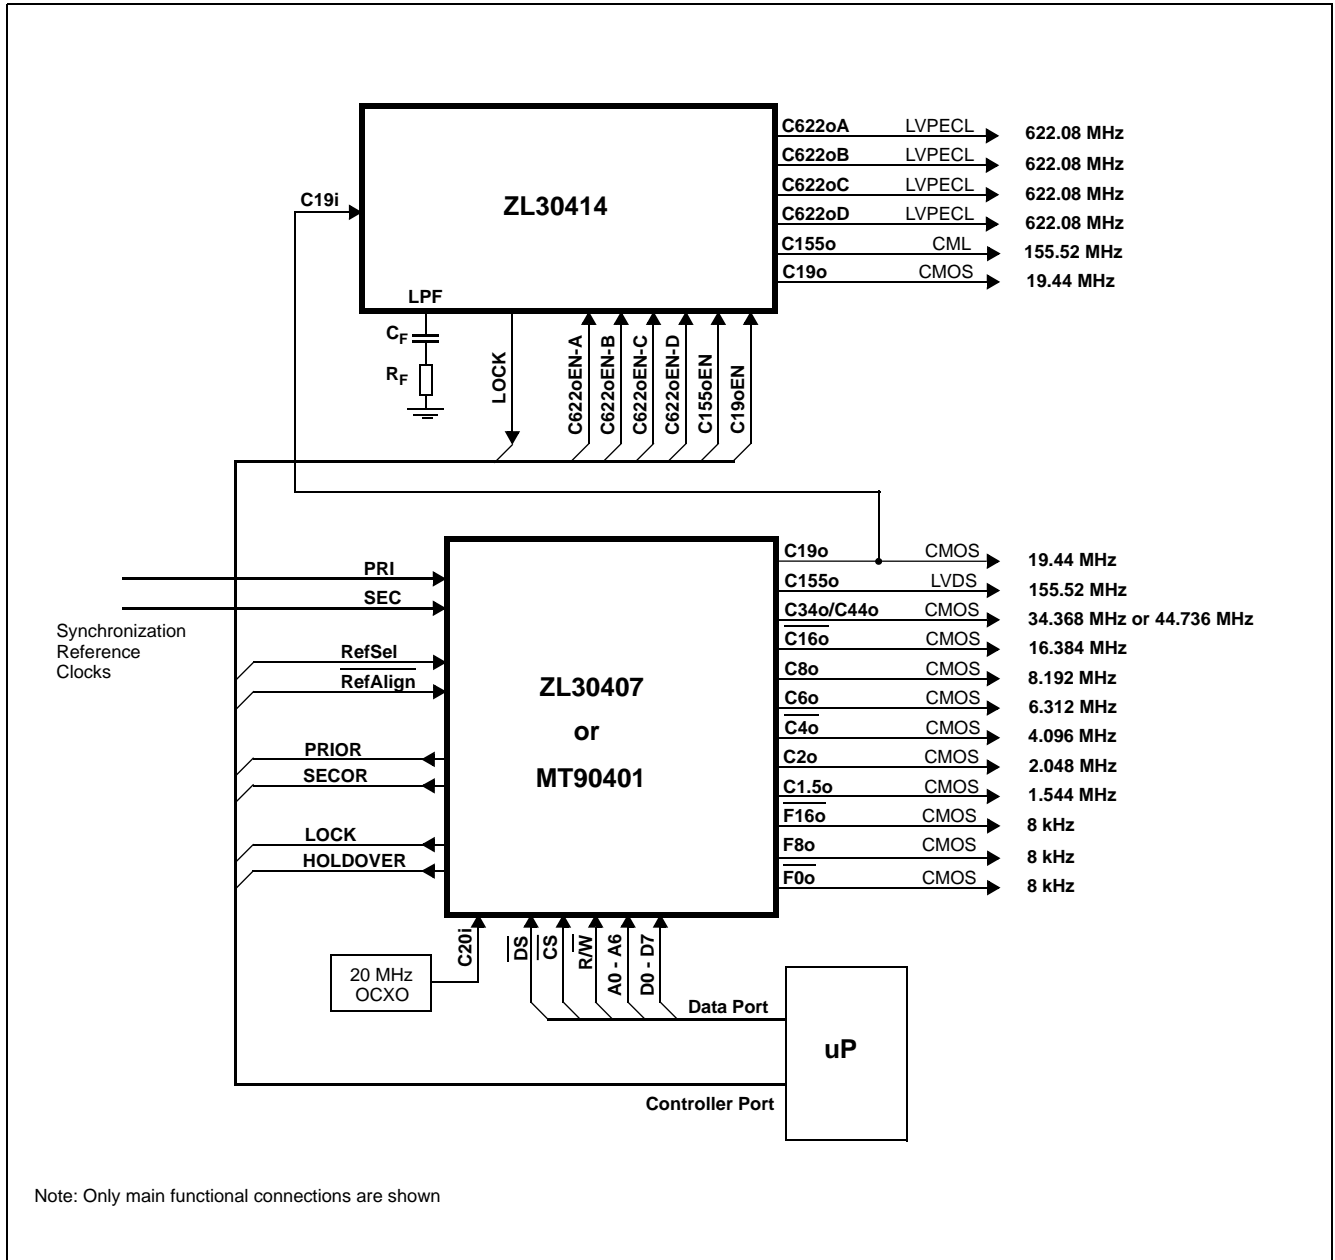 C622oA LVPECL 622.08 MHz
C622oB LVPECL 622.08 MHz
C622oC LVPECL 622.08 MHz
C622oD LVPECL 622.08 MHz
C155o CML 155.52 MHz
C19o CMOS 19.44 MHz
C19i
ZL30414
LPF
CF
RF
LOCK
C622oEN-A
C622oEN-B
C622oEN-C
C622oEN-D
C155oEN
C19oEN
C19o CMOS 19.44 MHz
C155o LVDS 155.52 MHz
C34o/C44o CMOS 34.368 MHz or 44.736 MHz
C16o CMOS 16.384 MHz
C8o CMOS 8.192 MHz
C6o CMOS 6.312 MHz
C4o CMOS 4.096 MHz
C2o CMOS 2.048 MHz
C1.5o CMOS 1.544 MHz
F16o CMOS 8 kHz
F8o CMOS 8 kHz
F0o CMOS 8 kHz
PRI
SEC
Synchronization
Reference
Clocks
RefSel
RefAlign
PRIOR
SECOR
LOCK
HOLDOVER
ZL30407
or
MT90401
C20i
DS
CS
R/W
A0 - A6
D0 - D7
20 MHz
OCXO
Data Port
uP
Controller Port
Note: Only main functional connections are shown